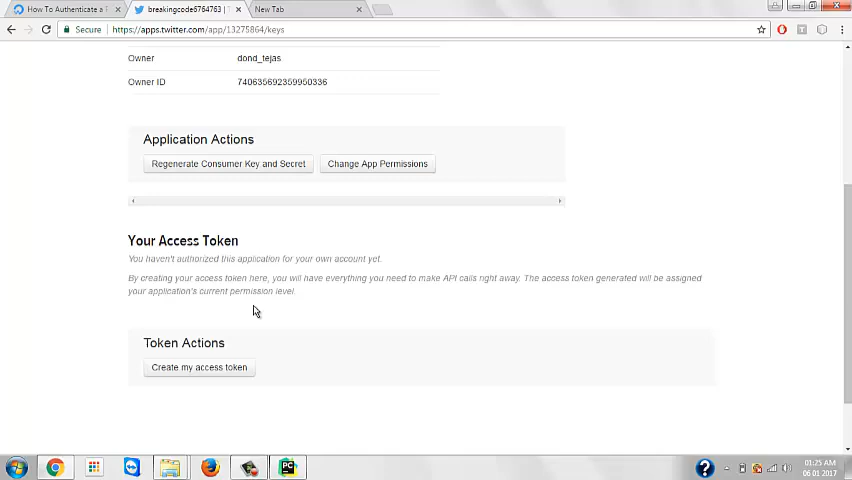 How To Authenticate a T
breakingcode6764763 | T
New Tab
Secure
https://apps.twitter.com/app/13275864/keys
Owner dond_tejas
Owner ID 740635692359950336
Application Actions
Regenerate Consumer Key and Secret Change App Permissions
Your Access Token
You haven't authorized this application for your own account yet.
By creating your access token here, you will have everything you need to make API calls right away. The access token generated will be assigned
your application's current permission level.
Token Actions
Create my access token
PC
01:25 AM
06 01 2017